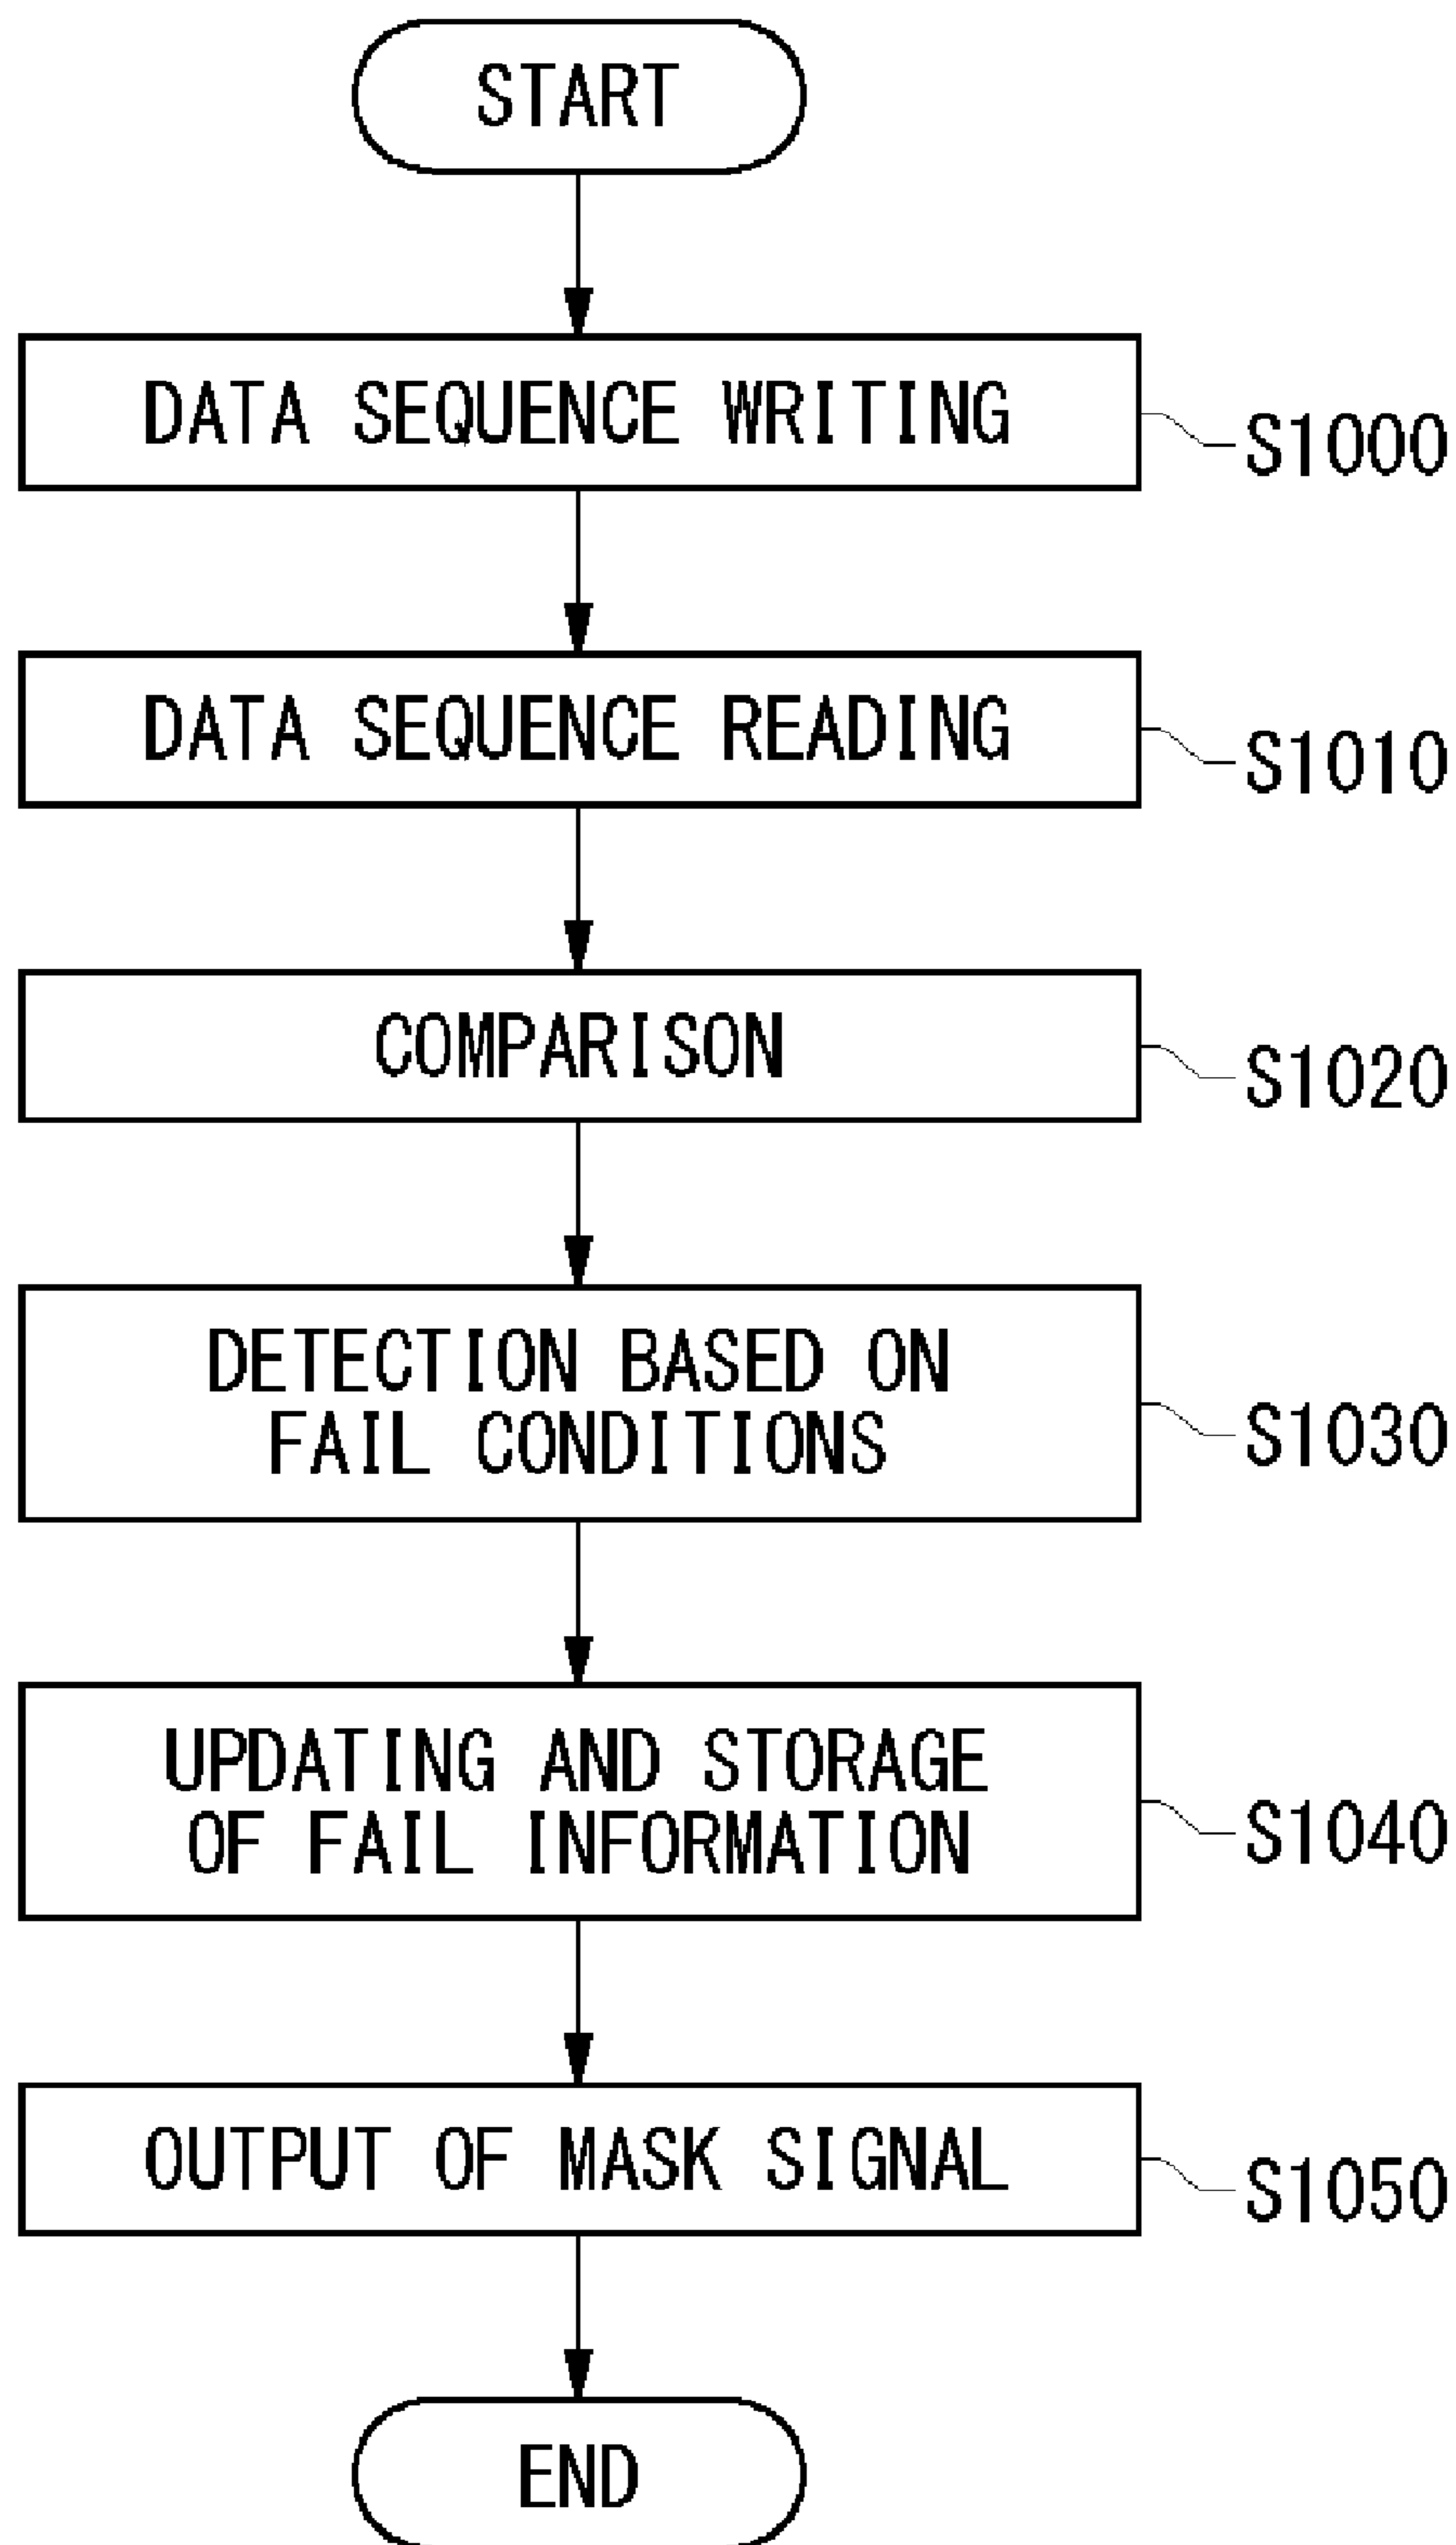 START
DATA SEQUENCE WRITING
S1000
DATA SEQUENCE READING
S1010
COMPARISON
S1020
DETECTION BASED ON
FAIL CONDITIONS
S1030
UPDATING AND STORAGE
OF FAIL INFORMATION
S1040
OUTPUT OF MASK SIGNAL
S1050
END